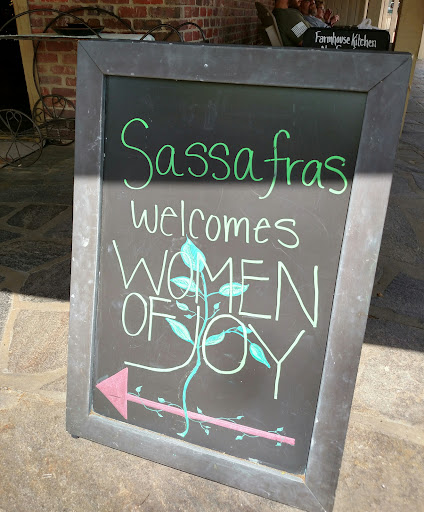 Farmhouse Kitchen
Sassafras
welcomes
WOMEN
OF JOY